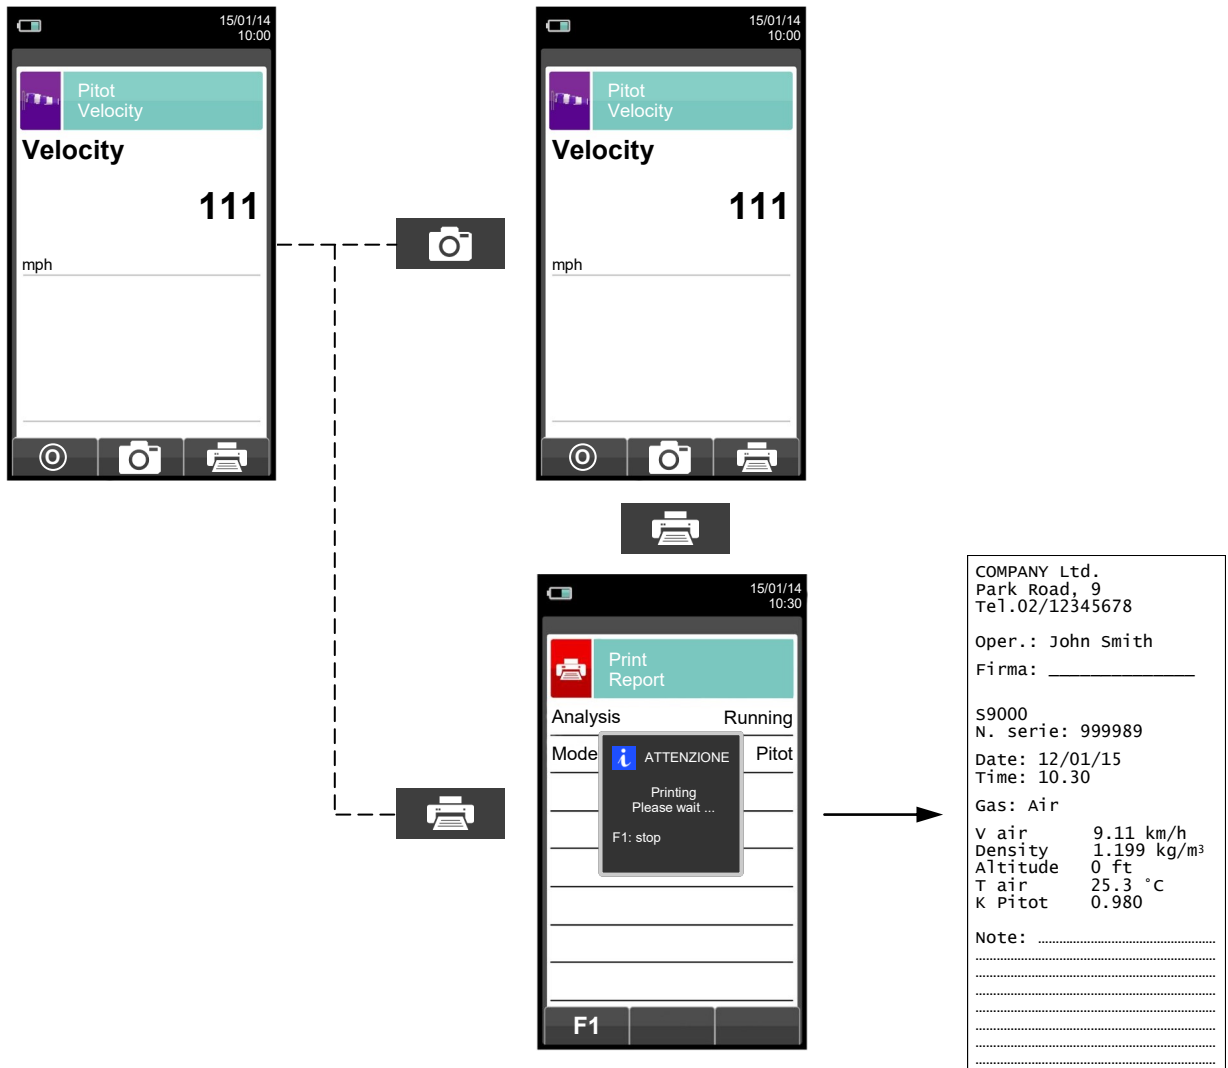 15/01/14
10:00
Pitot
Velocity
Velocity
111
mph
15/01/14
10:00
Pitot
Velocity
Velocity
111
mph
15/01/14
10:30
Print
Report
Analysis Running
Mode Pitot
i ATTENZIONE
Printing
Please wait ...
F1: stop
F1
COMPANY Ltd.
Park Road, 9
Tel.02/12345678
Oper.: John Smith
Firma: ______________
S9000
N. serie: 999989
Date: 12/01/15
Time: 10.30
Gas: Air
V air 9.11 km/h
Density 1.199 kg/m³
Altitude 0 ft
T air 25.3 °C
K Pitot 0.980
Note: ..................................................